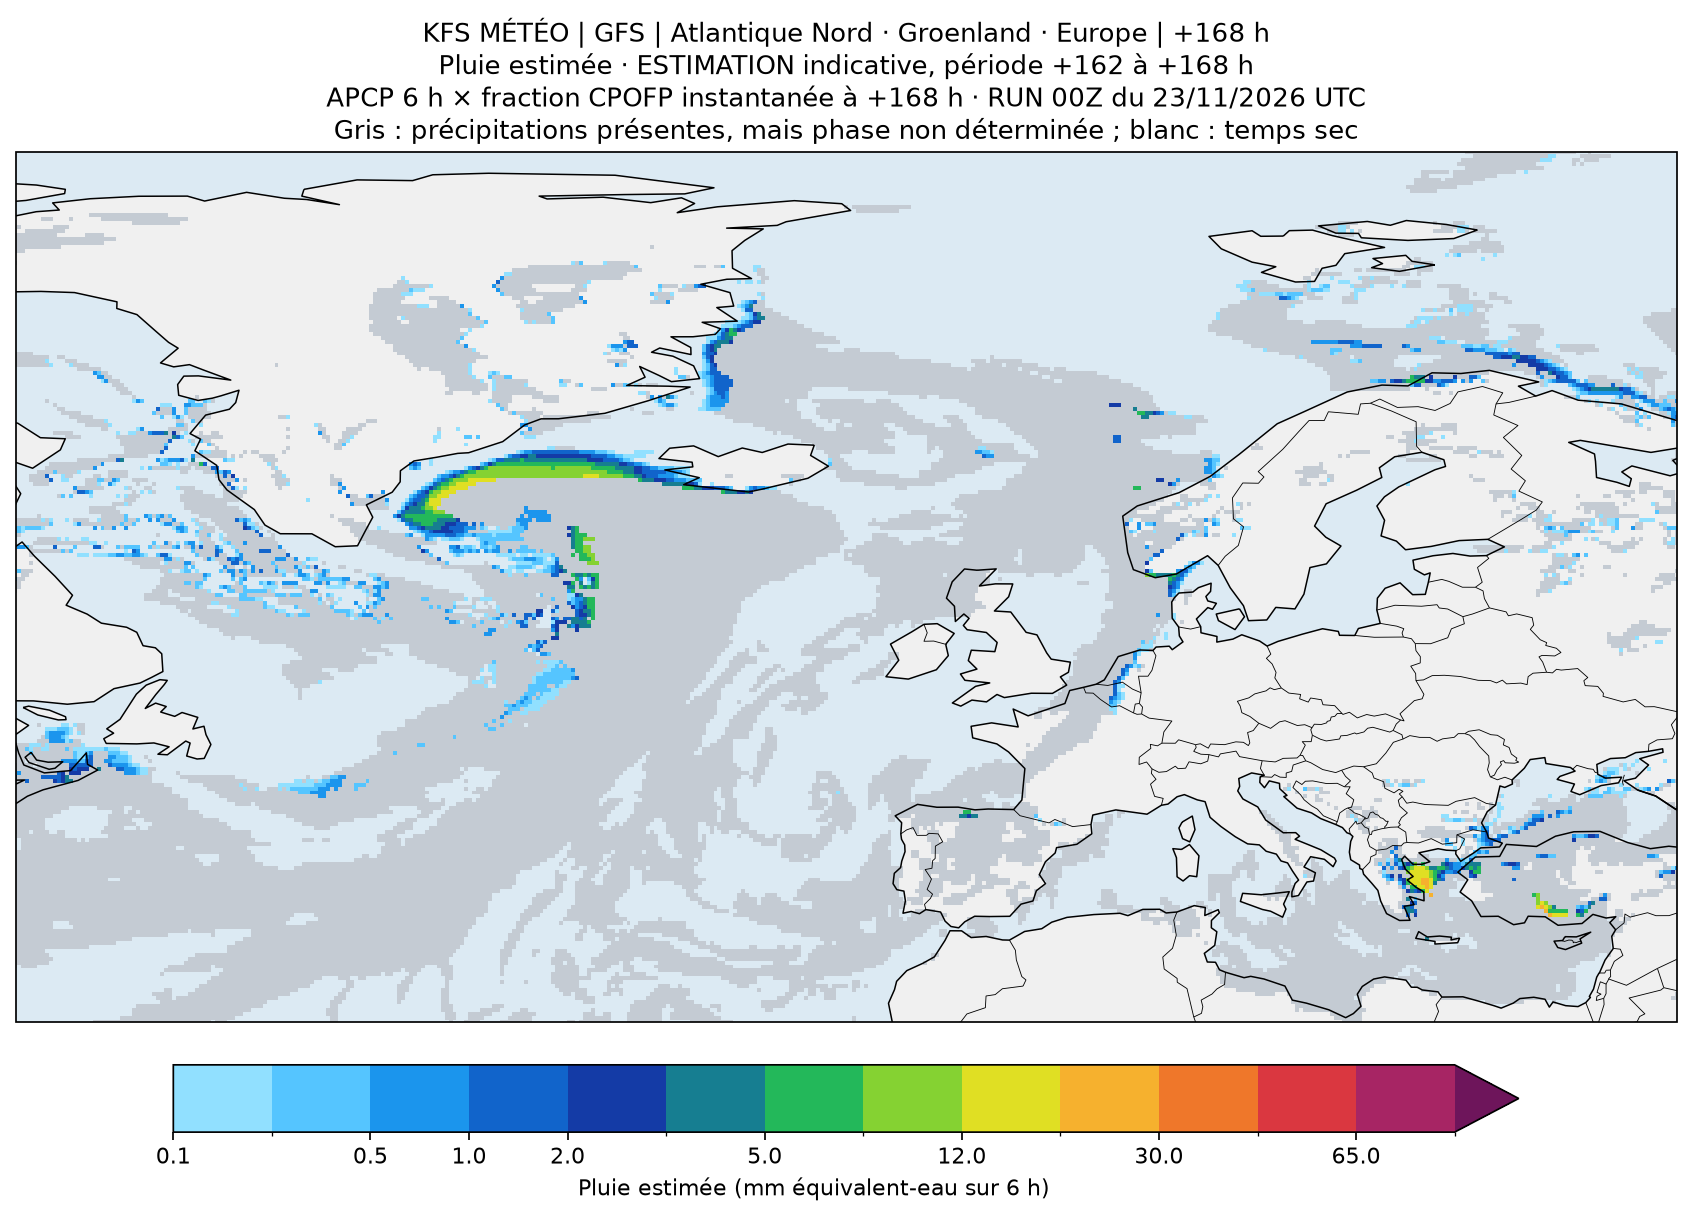 KFS MÉTÉO | GFS | Atlantique Nord · Groenland · Europe | +168 h
Pluie estimée · ESTIMATION indicative, période +162 à +168 h
APCP 6 h × fraction CPOFP instantanée à +168 h · RUN 00Z du 23/11/2026 UTC
Gris : précipitations présentes, mais phase non déterminée ; blanc : temps sec
0.1 0.5 1.0 2.0 5.0 12.0 30.0 65.0
Pluie estimée (mm équivalent-eau sur 6 h)